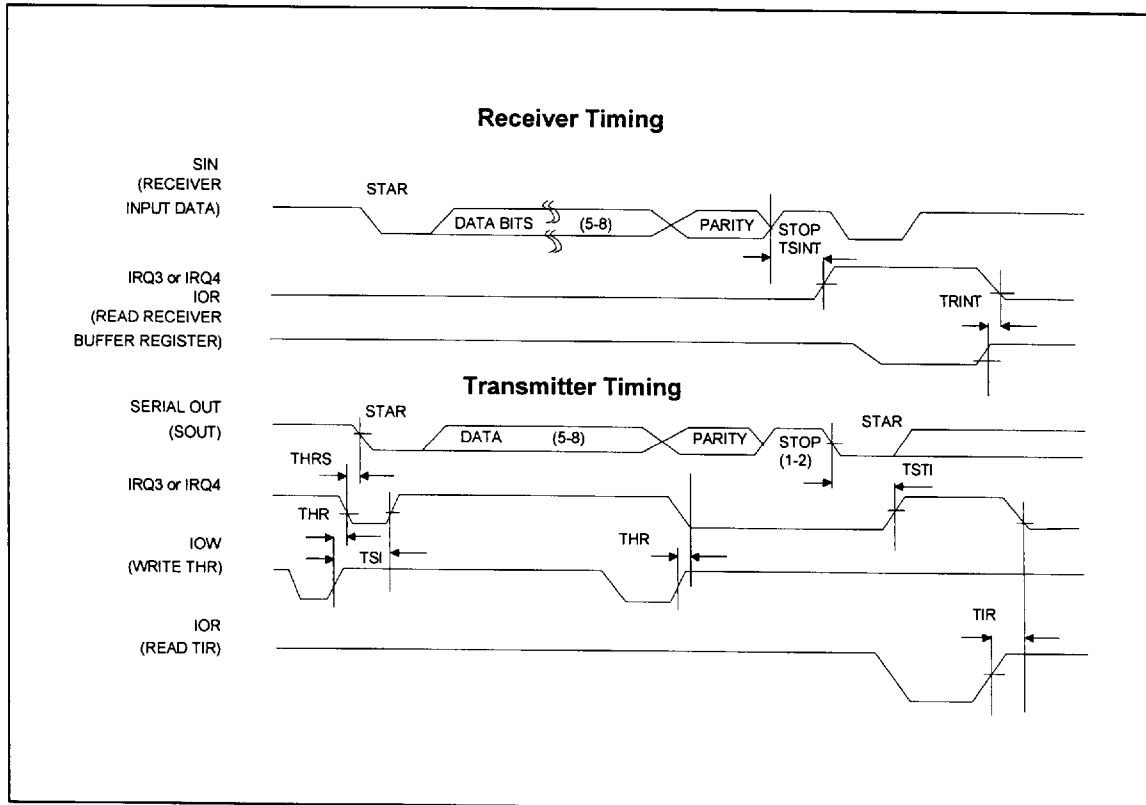 Receiver Timing
SIN
(RECEIVER
INPUT DATA)
STAR
DATA BITS (5-8)
PARITY
STOP
TSINT
IRQ3 or IRQ4
IOR
(READ RECEIVER
BUFFER REGISTER)
TRINT
Transmitter Timing
SERIAL OUT
(SOUT)
STAR
DATA (5-8)
PARITY
STOP
(1-2)
STAR
THRS
TSTI
IRQ3 or IRQ4
THR
THR
IOW
(WRITE THR)
TSI
IOR
(READ TIR)
TIR